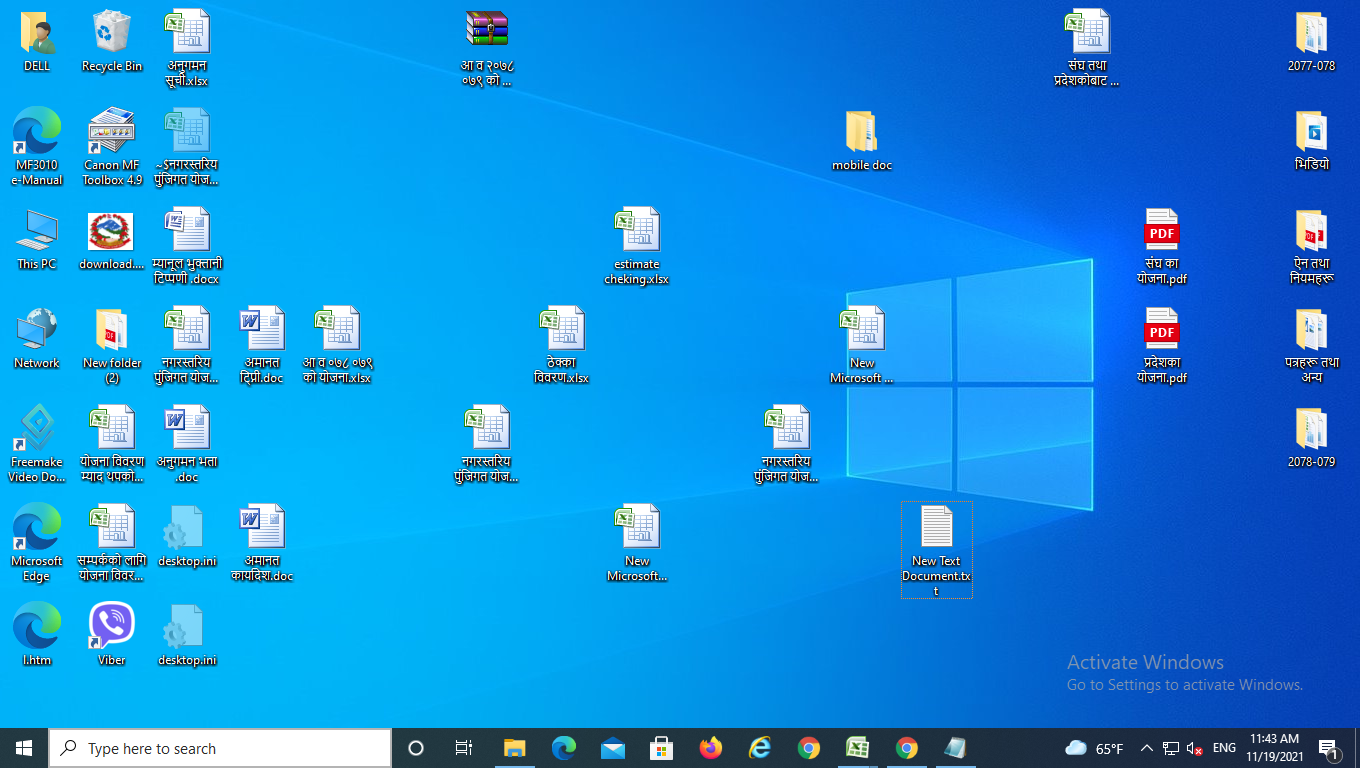 DELL
Recycle Bin
अनुगमन
सूची.xlsx
आ व २०७८
०७९ को ...
संघ तथा
प्रदेशकोबाट ...
2077-078
MF3010
e-Manual
Canon MF
Toolbox 4.9
~$नगरस्तरिय
पुंजिगत योज...
mobile doc
भिडियो
This PC
download....
म्यानूल भुक्तानी
टिप्पणी .docx
estimate
cheking.xlsx
संघ का
योजना.pdf
ऐन तथा
नियमहरू
Network
New folder
(2)
नगरस्तरिय
पुंजिगत योज...
अमानत
.doc
आ व ०७८ ०७९
को योजना.xlsx
ठेक्का
विवरण.xlsx
New
Microsoft ...
प्रदेशका
योजना.pdf
पत्रहरू तथा
अन्य
Freemake
Video Do...
योजना विवरण
म्याद थपको...
अनुगमन भता
.doc
नगरस्तरिय
पुंजिगत योज...
नगरस्तरिय
पुंजिगत योज...
2078-079
Microsoft
Edge
सम्पर्कको लागि
योजना विवर...
desktop.ini
अमानत
कार्यादेश.doc
New
Microsoft...
New Text
Document.tx
t
l.htm
Viber
desktop.ini
Activate Windows
Go to Settings to activate Windows.
Type here to search
65°F
ENG
11:43 AM
11/19/2021
1